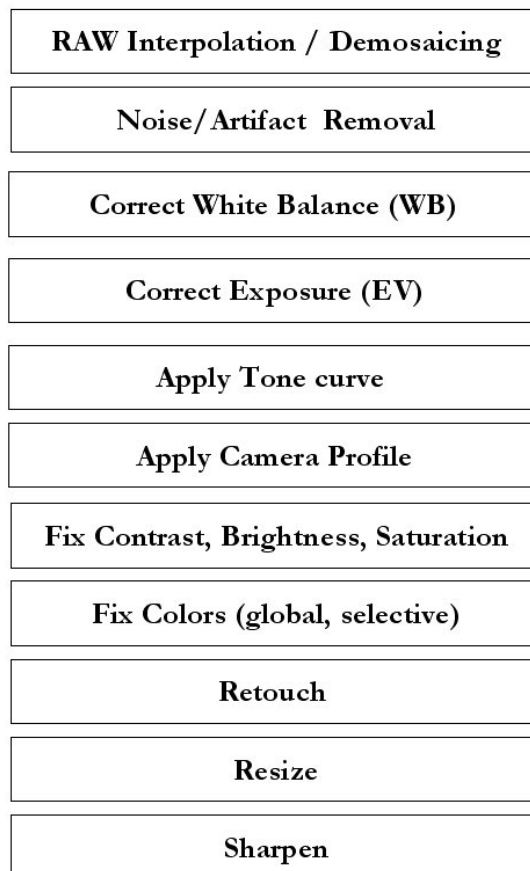 RAW Interpolation / Demosaicing
Noise/Artifact Removal
Correct White Balance (WB)
Correct Exposure (EV)
Apply Tone curve
Apply Camera Profile
Fix Contrast, Brightness, Saturation
Fix Colors (global, selective)
Retouch
Resize
Sharpen